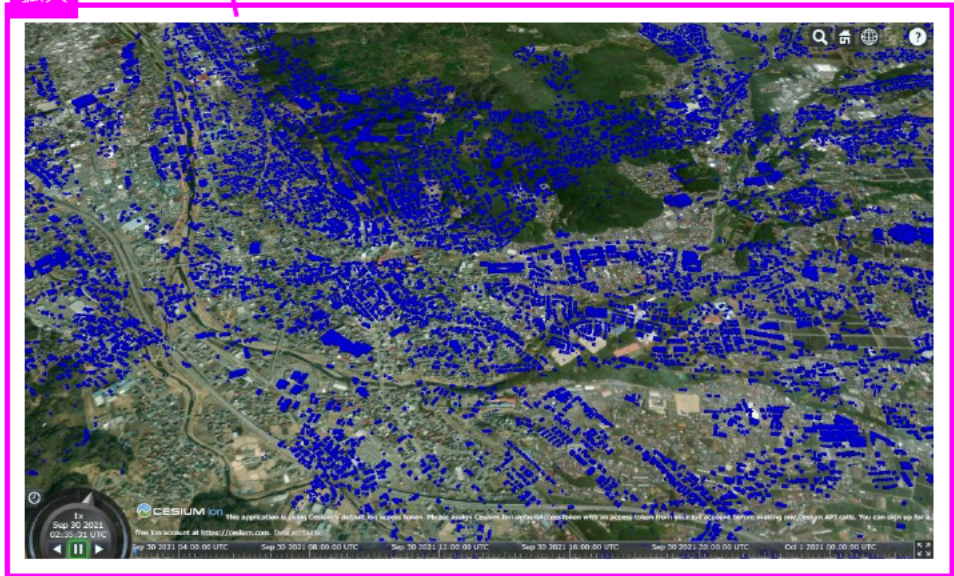 CESIUM ion
This application is using Cesium's default ion access token. Please assign Cesium.Ion.defaultAccessToken with an access token from your ion account before making any Cesium API calls. You can sign up for a
free ion account at https://cesium.com. Data attribution
1x
Sep 30 2021
02:35:31 UTC
Sep 30 2021 04:00:00 UTC Sep 30 2021 08:00:00 UTC Sep 30 2021 12:00:00 UTC Sep 30 2021 16:00:00 UTC Sep 30 2021 20:00:00 UTC Oct 1 2021 00:00:00 UTC